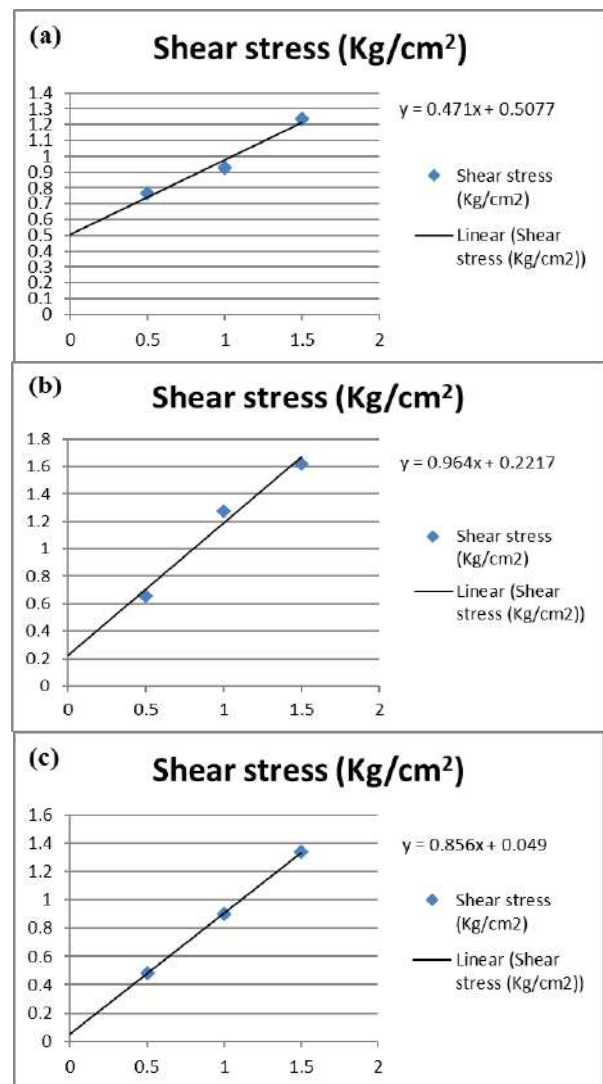 (a)
Shear stress (Kg/cm²)
1.4
1.3
1.2
1.1
1
0.9
0.8
0.7
0.6
0.5
0.4
0.3
0.2
0.1
0
0 0.5 1 1.5 2
y = 0.471x + 0.5077
Shear stress
(Kg/cm2)
Linear (Shear
stress (Kg/cm2))
(b)
Shear stress (Kg/cm²)
1.8
1.6
1.4
1.2
1
0.8
0.6
0.4
0.2
0
0 0.5 1 1.5 2
y = 0.964x + 0.2217
Shear stress
(Kg/cm2)
Linear (Shear
stress (Kg/cm2))
(c)
Shear stress (Kg/cm²)
1.6
1.4
1.2
1
0.8
0.6
0.4
0.2
0
0 0.5 1 1.5 2
y = 0.856x + 0.049
Shear stress
(Kg/cm2)
Linear (Shear
stress (Kg/cm2))